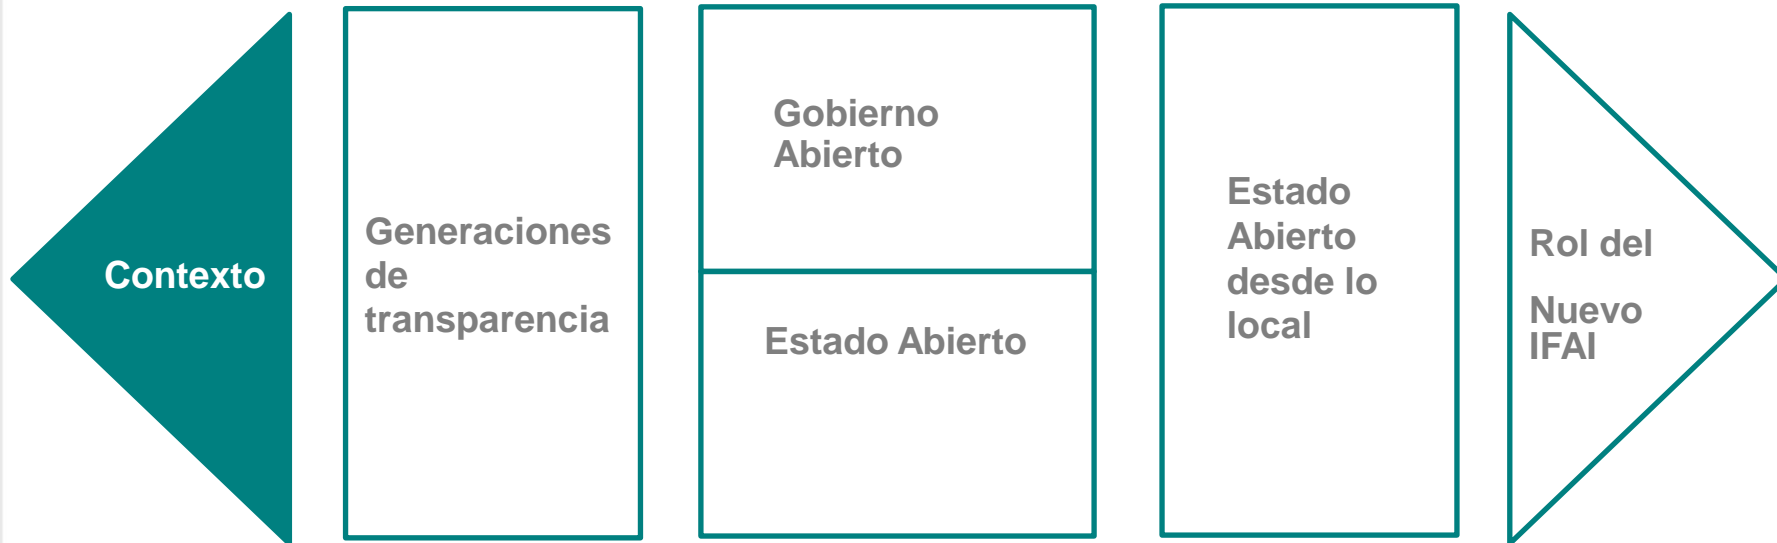 Contexto
Generaciones
de
transparencia
Gobierno
Abierto
Estado Abierto
Estado
Abierto
desde lo
local
Rol del
Nuevo
IFAI